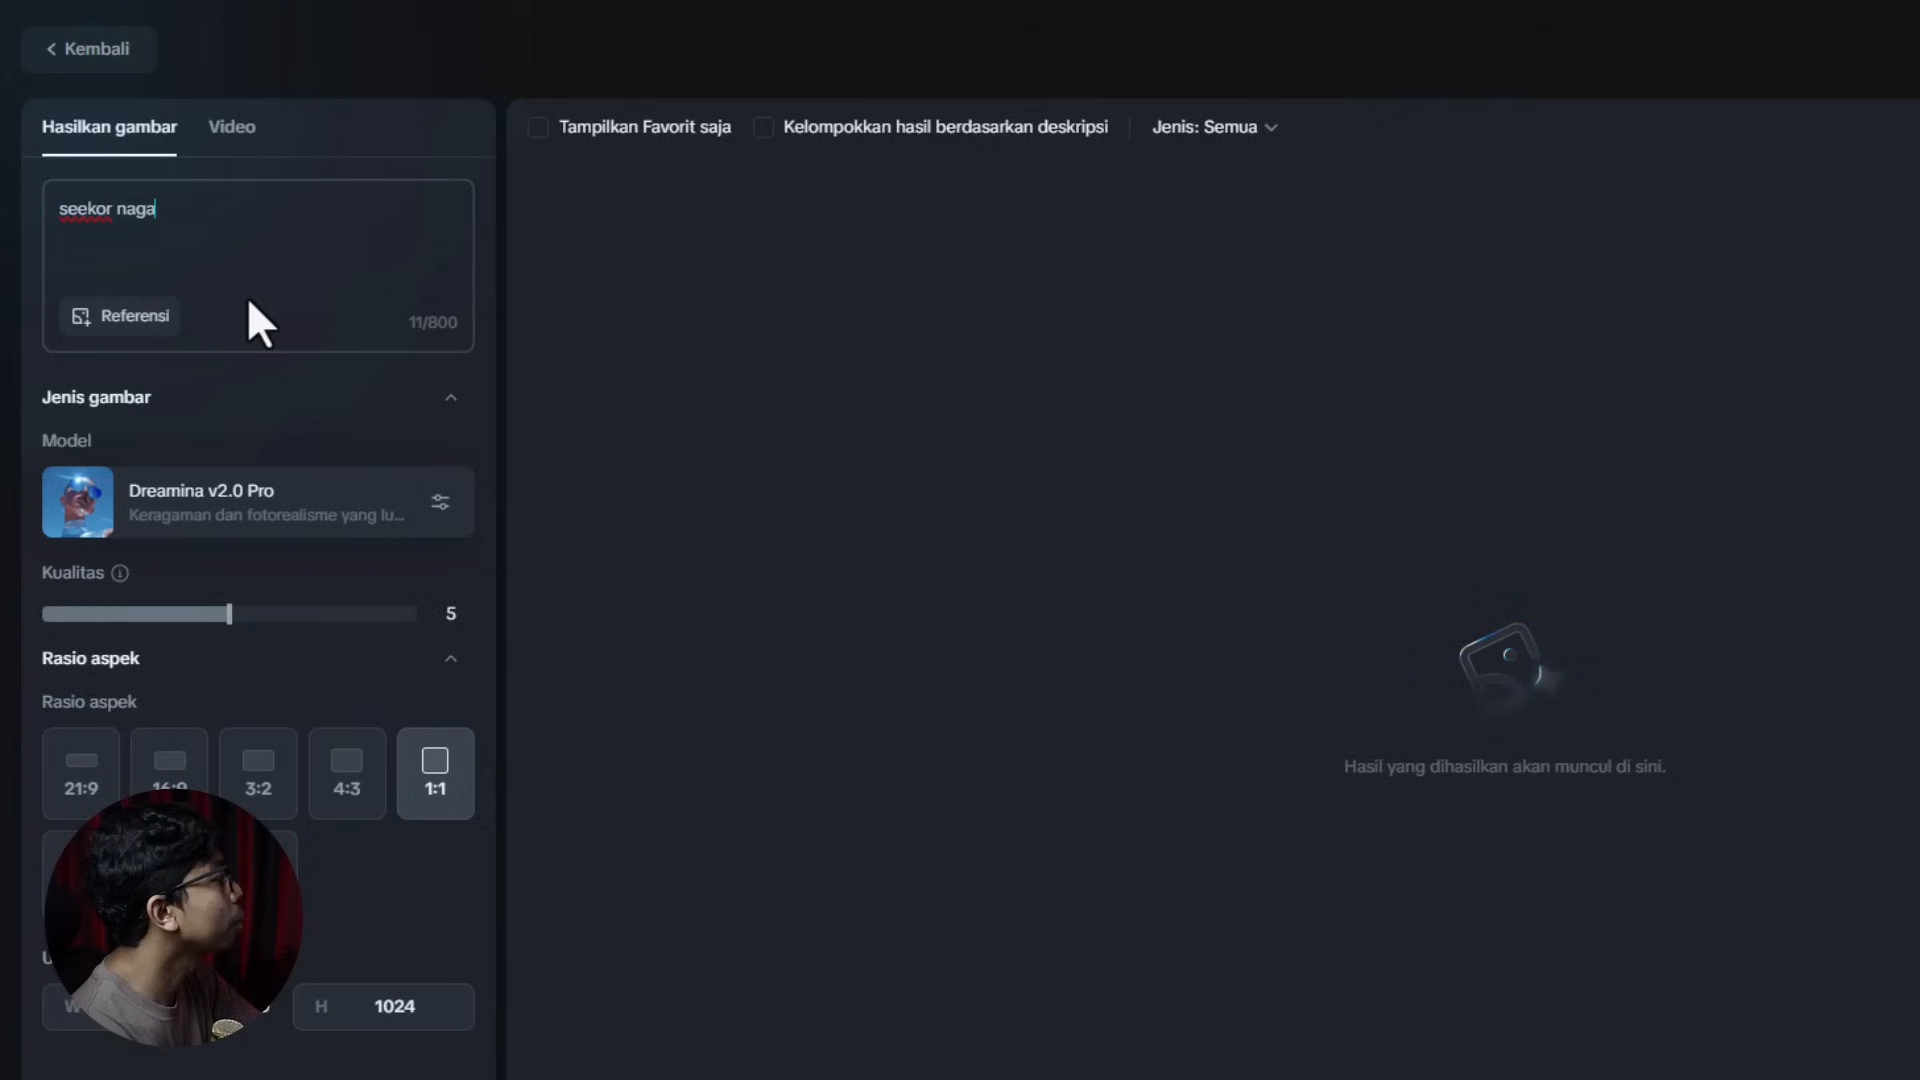 Kembali
Hasilkan gambar Video
Tampilkan Favorit saja Kelompokkan hasil berdasarkan deskripsi Jenis: Semua
seekor naga
Referensi 11/800
Jenis gambar
Model
Dreamina v2.0 Pro
Keragaman dan fotorealisme yang lu...
Kualitas
5
Rasio aspek
Rasio aspek
21:9 16:9 3:2 4:3 1:1
Hasil yang dihasilkan akan muncul di sini.
W H 1024